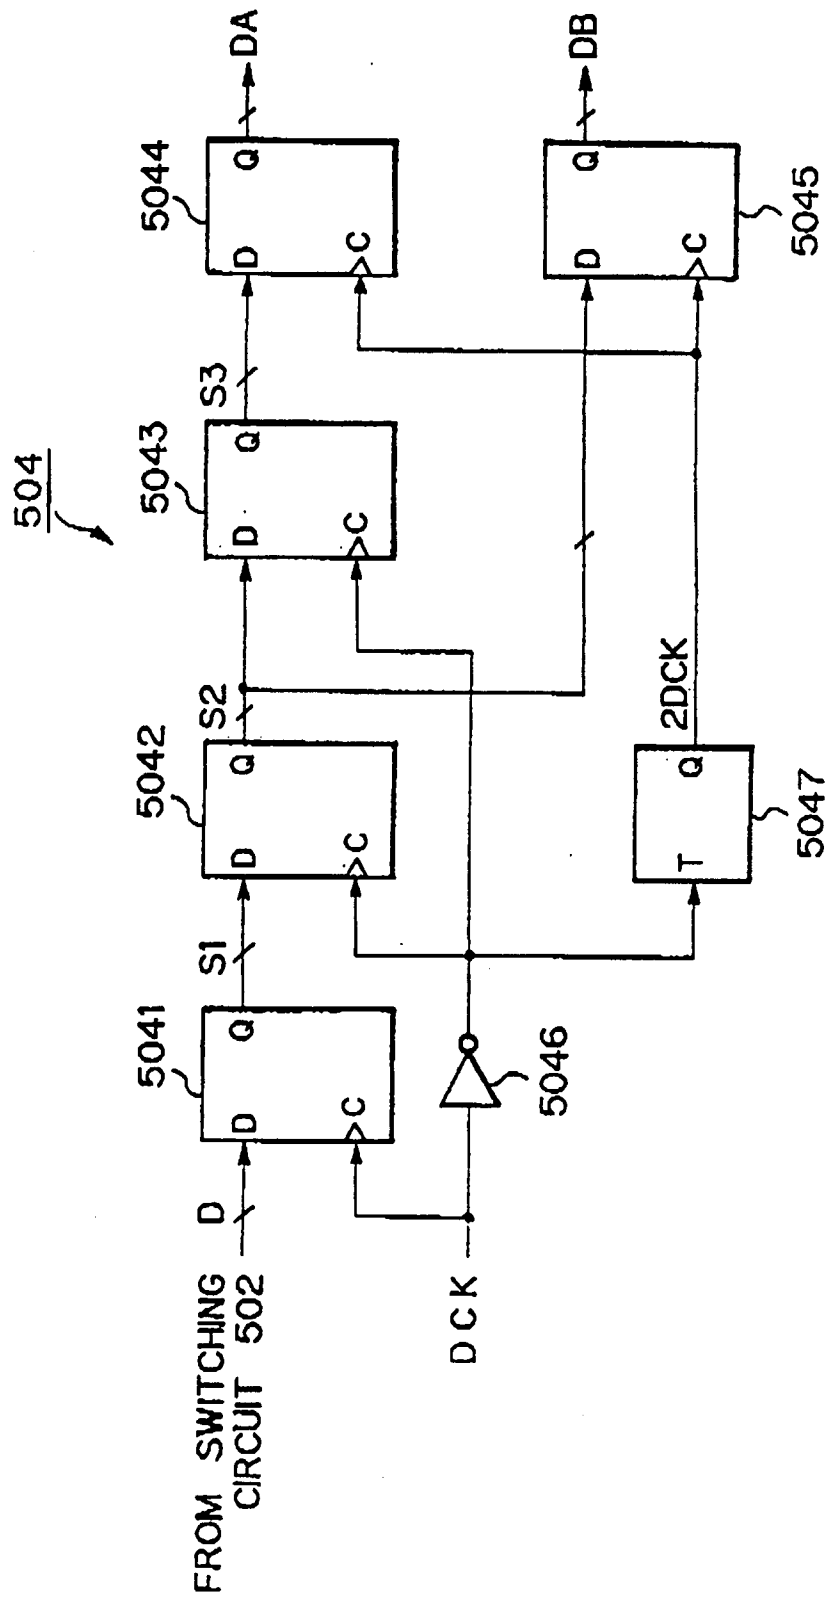 504
5041
5042
5043
5044
FROM SWITCHING
CIRCUIT 502
D
D
Q
C
S1
D
Q
C
S2
D
Q
C
S3
D
Q
C
DA
DCK
5046
T
Q
5047
2DCK
D
Q
C
5045
DB